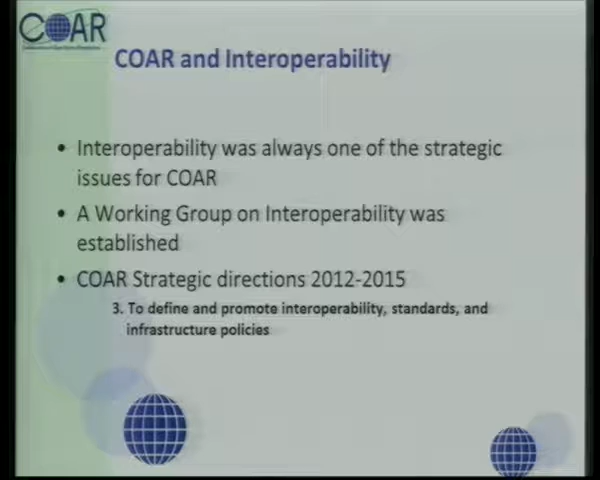 COAR
COAR and Interoperability
• Interoperability was always one of the strategic
issues for COAR
• A Working Group on Interoperability was
established
• COAR Strategic directions 2012-2015
3. To define and promote interoperability, standards, and
infrastructure policies